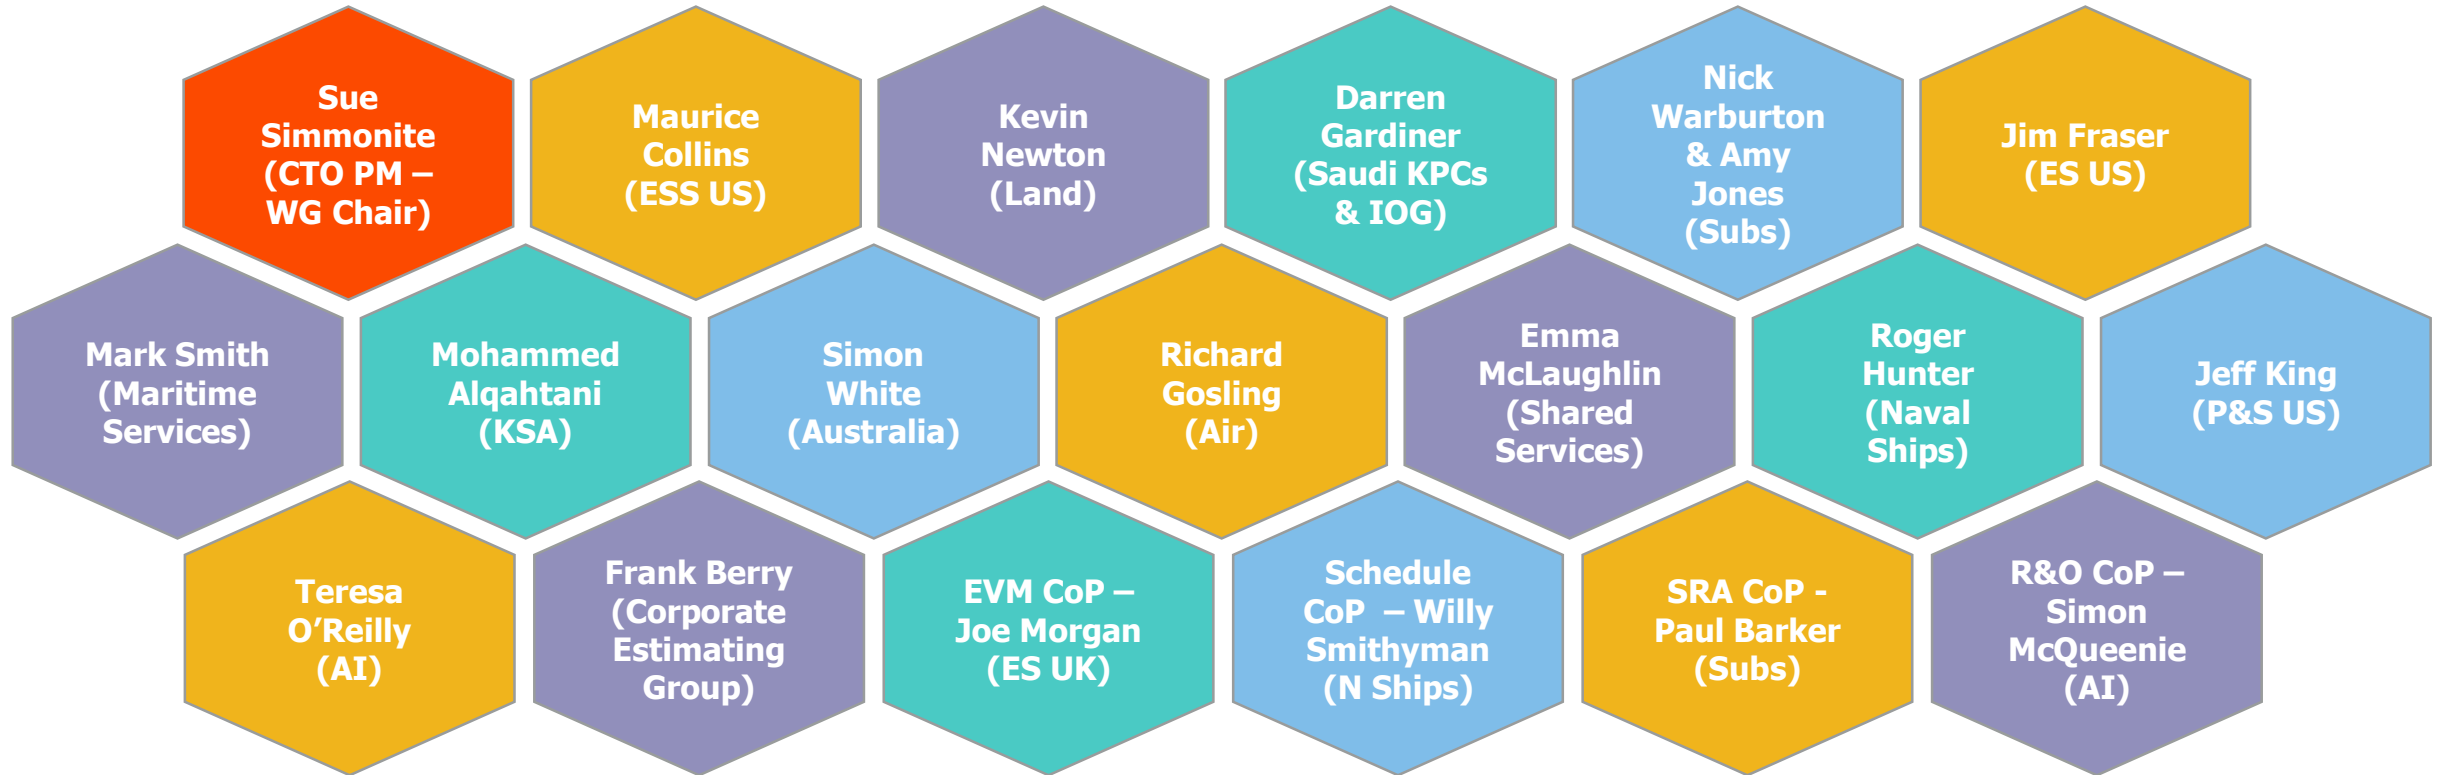 Sue
Simmonite
(CTO PM –
WG Chair)
Maurice
Collins
(ESS US)
Kevin
Newton
(Land)
Darren
Gardiner
(Saudi KPCs
& IOG)
Nick
Warburton
& Amy
Jones
(Subs)
Jim Fraser
(ES US)
Mark Smith
(Maritime
Services)
Mohammed
Alqahtani
(KSA)
Simon
White
(Australia)
Richard
Gosling
(Air)
Emma
McLaughlin
(Shared
Services)
Roger
Hunter
(Naval
Ships)
Jeff King
(P&S US)
Teresa
O’Reilly
(AI)
Frank Berry
(Corporate
Estimating
Group)
EVM CoP –
Joe Morgan
(ES UK)
Schedule
CoP – Willy
Smithyman
(N Ships)
SRA CoP -
Paul Barker
(Subs)
R&O CoP –
Simon
McQueenie
(AI)